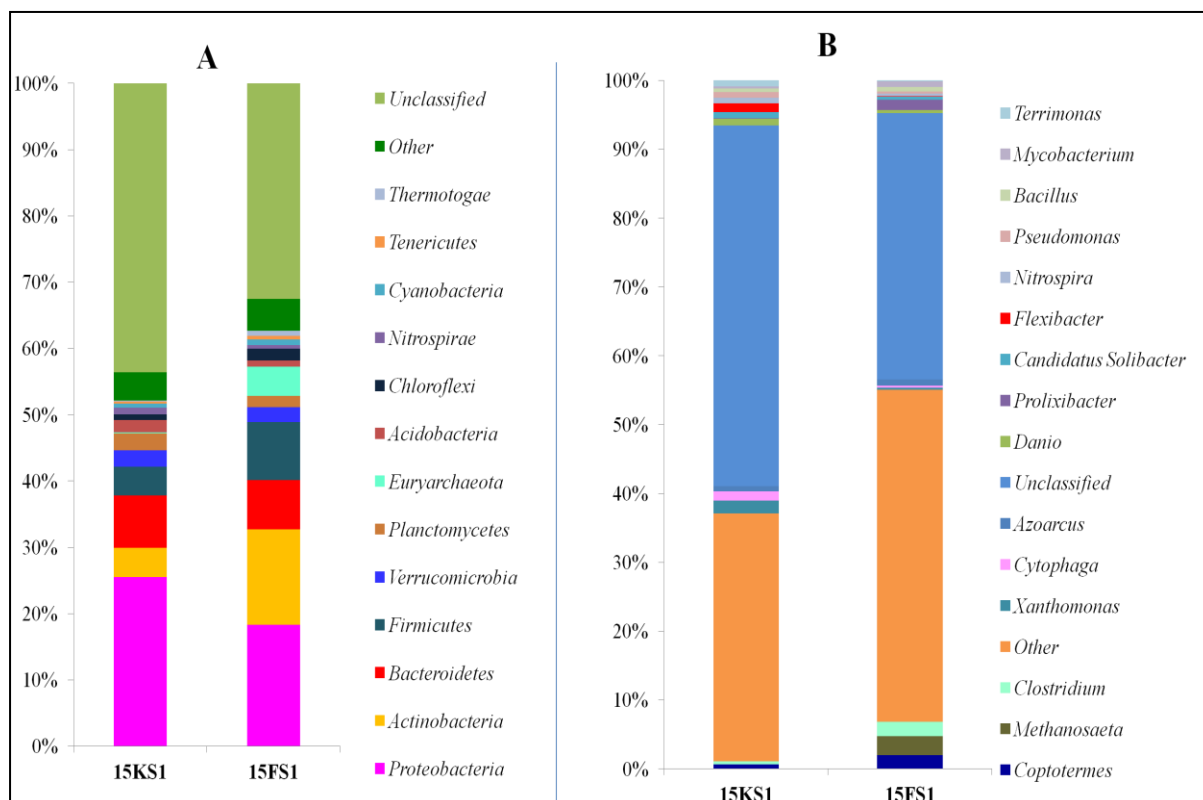 A
100%
90%
80%
70%
60%
50%
40%
30%
20%
10%
0%
15KS1 15FS1
Unclassified
Other
Thermotogae
Tenericutes
Cyanobacteria
Nitrospirae
Chloroflexi
Acidobacteria
Euryarchaeota
Planctomycetes
Verrucomicrobia
Firmicutes
Bacteroidetes
Actinobacteria
Proteobacteria
B
100%
90%
80%
70%
60%
50%
40%
30%
20%
10%
0%
15KS1 15FS1
Terrimonas
Mycobacterium
Bacillus
Pseudomonas
Nitrospira
Flexibacter
Candidatus Solibacter
Prolixibacter
Danio
Unclassified
Azoarcus
Cytophaga
Xanthomonas
Other
Clostridium
Methanosaeta
Coptotermes